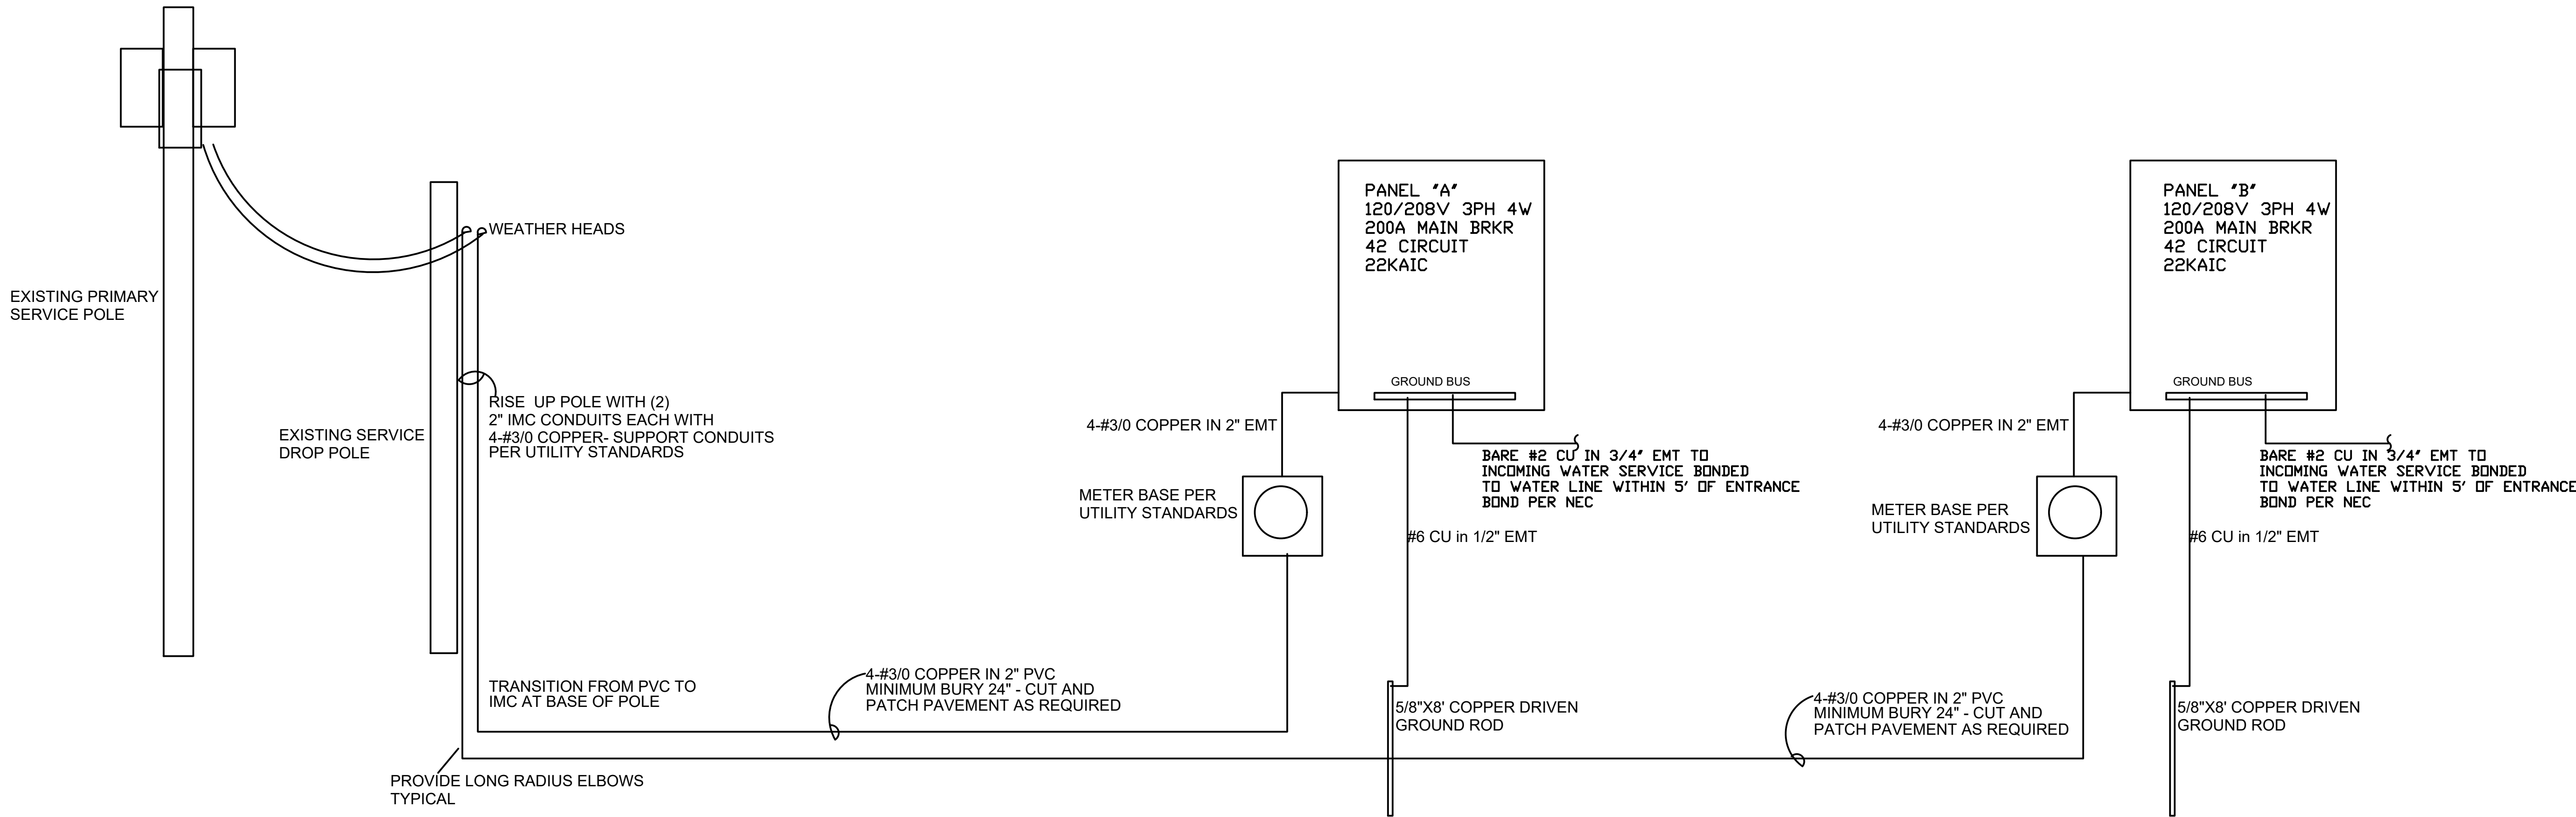 WEATHER HEADS
EXISTING PRIMARY
SERVICE POLE
RISE  UP POLE WITH (2)
2" IMC CONDUITS EACH WITH
4-#3/0 COPPER- SUPPORT CONDUITS
PER UTILITY STANDARDS
EXISTING SERVICE
DROP POLE
TRANSITION FROM PVC TO
IMC AT BASE OF POLE
PROVIDE LONG RADIUS ELBOWS
TYPICAL
4-#3/0 COPPER IN 2" PVC
MINIMUM BURY 24" - CUT AND
PATCH PAVEMENT AS REQUIRED
PANEL "A"
120/208V 3PH 4W
200A MAIN BRKR
42 CIRCUIT
22KAIC
GROUND BUS
4-#3/0 COPPER IN 2" EMT
METER BASE PER
UTILITY STANDARDS
BARE #2 CU IN 3/4" EMT TO
INCOMING WATER SERVICE BONDED
TO WATER LINE WITHIN 5' OF ENTRANCE
BOND PER NEC
#6 CU in 1/2" EMT
5/8"X8' COPPER DRIVEN
GROUND ROD
PANEL "B"
120/208V 3PH 4W
200A MAIN BRKR
42 CIRCUIT
22KAIC
GROUND BUS
4-#3/0 COPPER IN 2" EMT
METER BASE PER
UTILITY STANDARDS
BARE #2 CU IN 3/4" EMT TO
INCOMING WATER SERVICE BONDED
TO WATER LINE WITHIN 5' OF ENTRANCE
BOND PER NEC
#6 CU in 1/2" EMT
4-#3/0 COPPER IN 2" PVC
MINIMUM BURY 24" - CUT AND
PATCH PAVEMENT AS REQUIRED
5/8"X8' COPPER DRIVEN
GROUND ROD